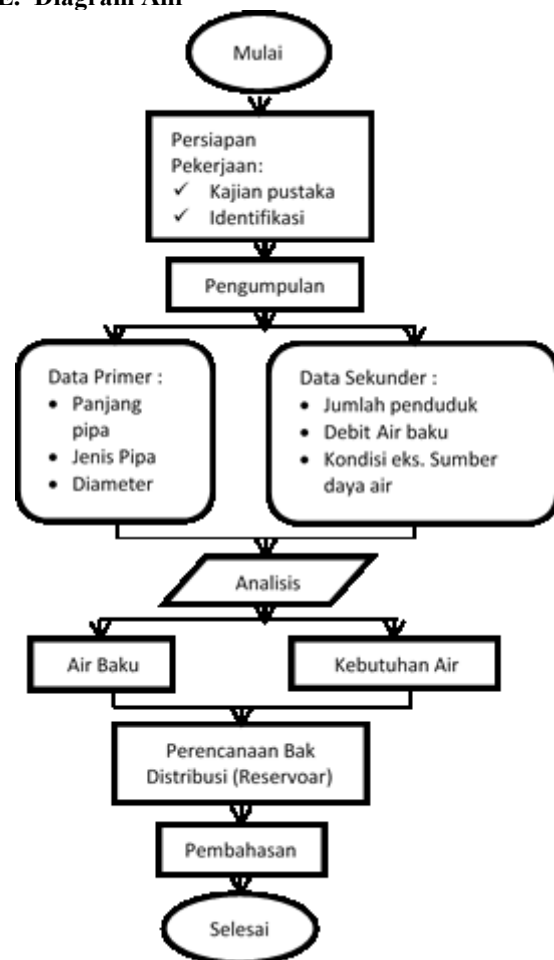 E. Diagram Alir
Mulai
Persiapan
Pekerjaan:
✓ Kajian pustaka
✓ Identifikasi
Pengumpulan
Data Primer :
• Panjang
pipa
• Jenis Pipa
• Diameter
Data Sekunder :
• Jumlah penduduk
• Debit Air baku
• Kondisi eks. Sumber
daya air
Analisis
Air Baku
Kebutuhan Air
Perencanaan Bak
Distribusi (Reservoar)
Pembahasan
Selesai